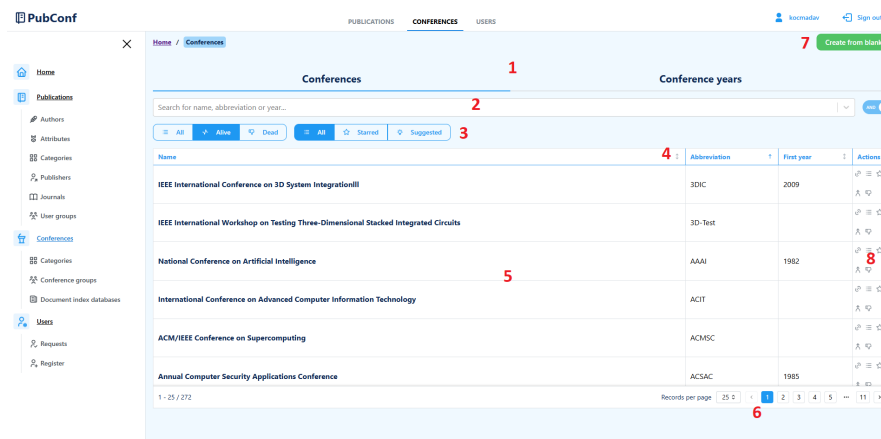 PubConf
PUBLICATIONS CONFERENCES USERS
kocmadav Sign out
Home / Conferences
7 Create from blank
Home
Publications
Authors
Attributes
Categories
Publishers
Journals
User groups
Conferences
Categories
Conference groups
Document index databases
Users
Requests
Register
1
Conferences Conference years
Search for name, abbreviation or year... 2
All Alive Dead All Starred Suggested 3
Name 4 Abbreviation First year Actions
IEEE International Conference on 3D System Integrationlll 3DIC 2009
IEEE International Workshop on Testing Three-Dimensional Stacked Integrated Circuits 3D-Test
National Conference on Artificial Intelligence AAAI 1982 8
5
International Conference on Advanced Computer Information Technology ACIT
ACM/IEEE Conference on Supercomputing ACMSC
Annual Computer Security Applications Conference ACSAC 1985
1 - 25 / 272 Records per page 25 1 2 3 4 5 ••• 11
6